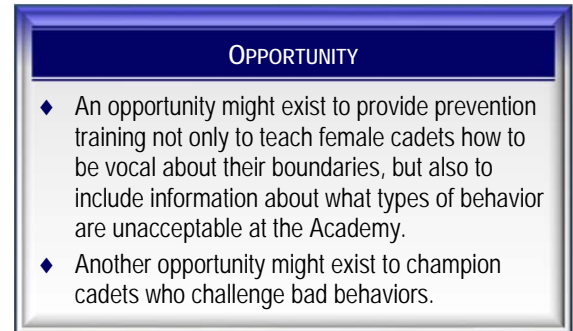 OPPORTUNITY
♦ An opportunity might exist to provide prevention
training not only to teach female cadets how to
be vocal about their boundaries, but also to
include information about what types of behavior
are unacceptable at the Academy.
♦ Another opportunity might exist to champion
cadets who challenge bad behaviors.